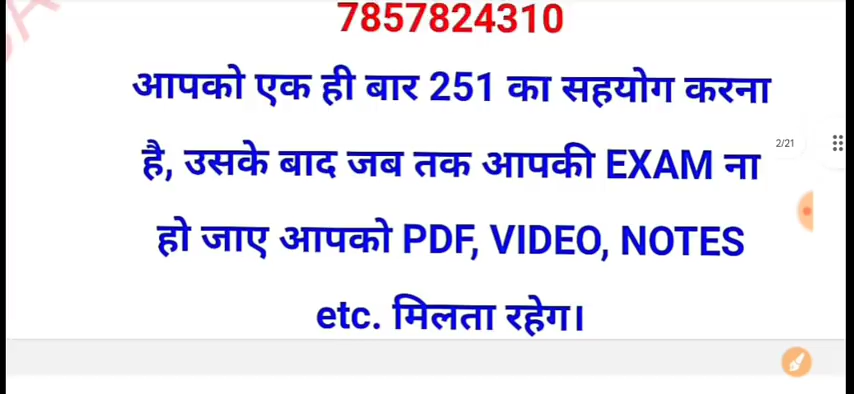 7857824310
आपको एक ही बार 251 का सहयोग करना
है, उसके बाद जब तक आपकी EXAM ना
2/21
हो जाए आपको PDF, VIDEO, NOTES
etc. मिलता रहेग।